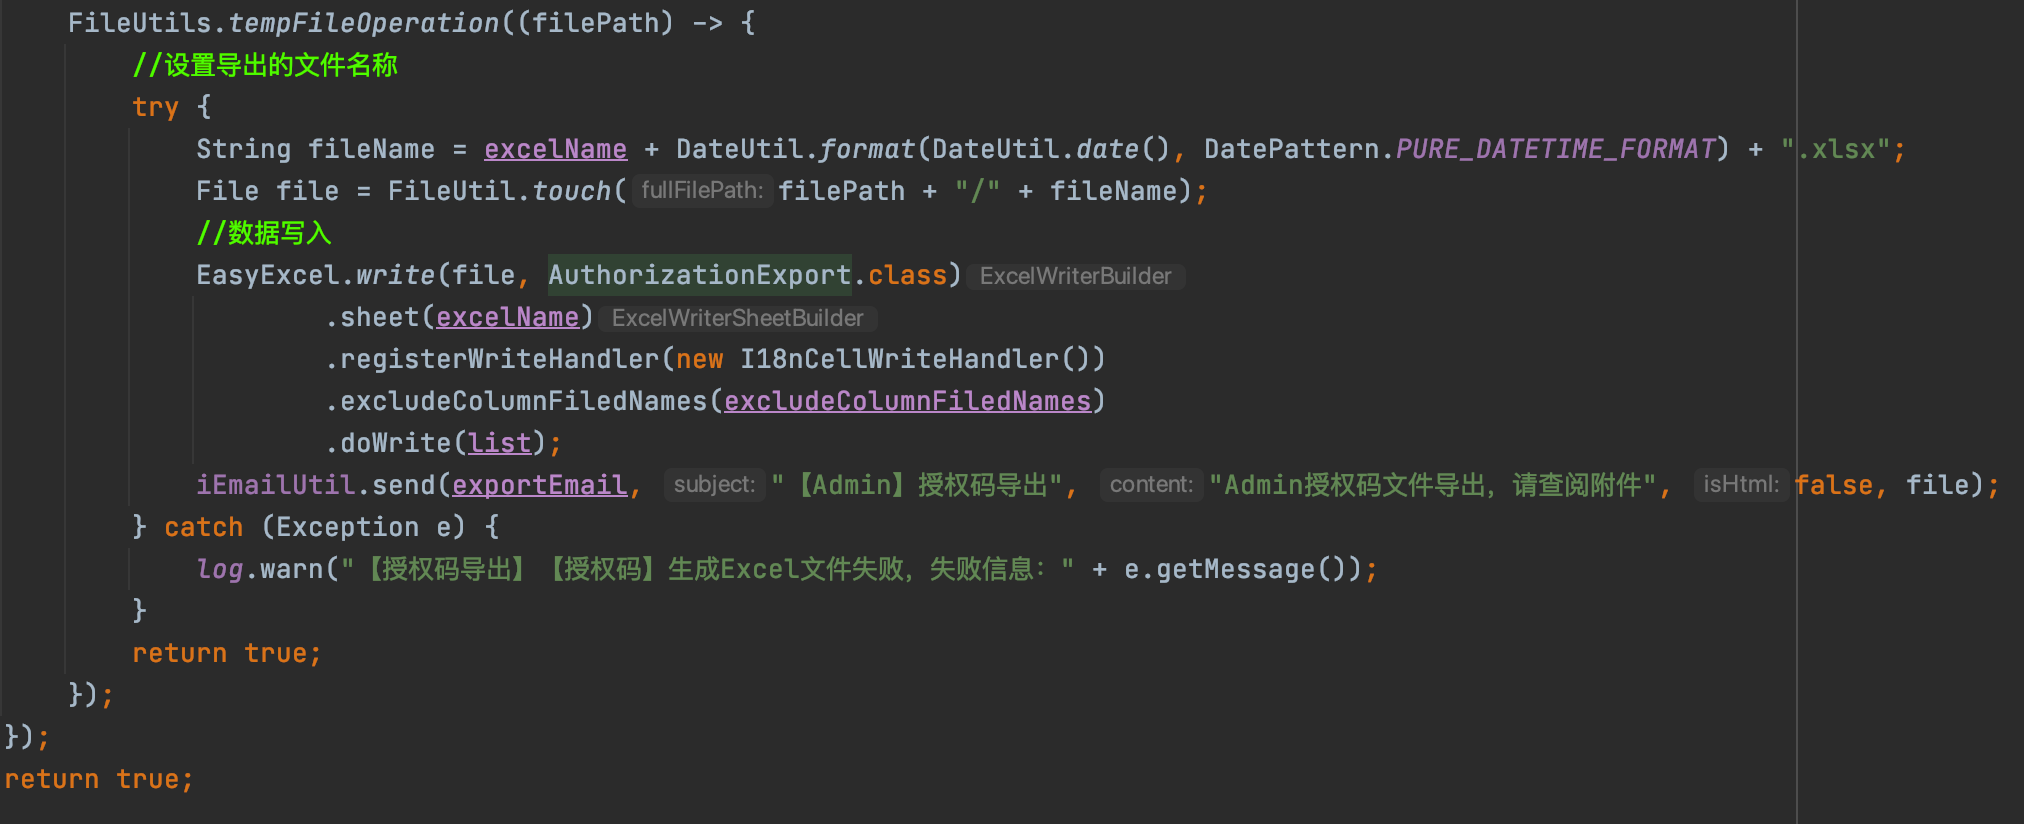 FileUtils.tempFileOperation((filePath) -> {
//设置导出的文件名称
try {
String fileName = excelName + DateUtil.format(DateUtil.date(), DatePattern.PURE_DATETIME_FORMAT) + ".xlsx";
File file = FileUtil.touch( fullFilePath: filePath + "/" + fileName);
//数据写入
EasyExcel.write(file, AuthorizationExport.class) ExcelWriterBuilder
.sheet(excelName) ExcelWriterSheetBuilder
.registerWriteHandler(new I18nCellWriteHandler())
.excludeColumnFiledNames(excludeColumnFiledNames)
.doWrite(list);
iEmailUtil.send(exportEmail, subject: "【Admin】授权码导出", content: "Admin授权码文件导出，请查阅附件", isHtml: false, file);
} catch (Exception e) {
log.warn("【授权码导出】【授权码】生成Excel文件失败，失败信息：" + e.getMessage());
}
return true;
});
});
return true;